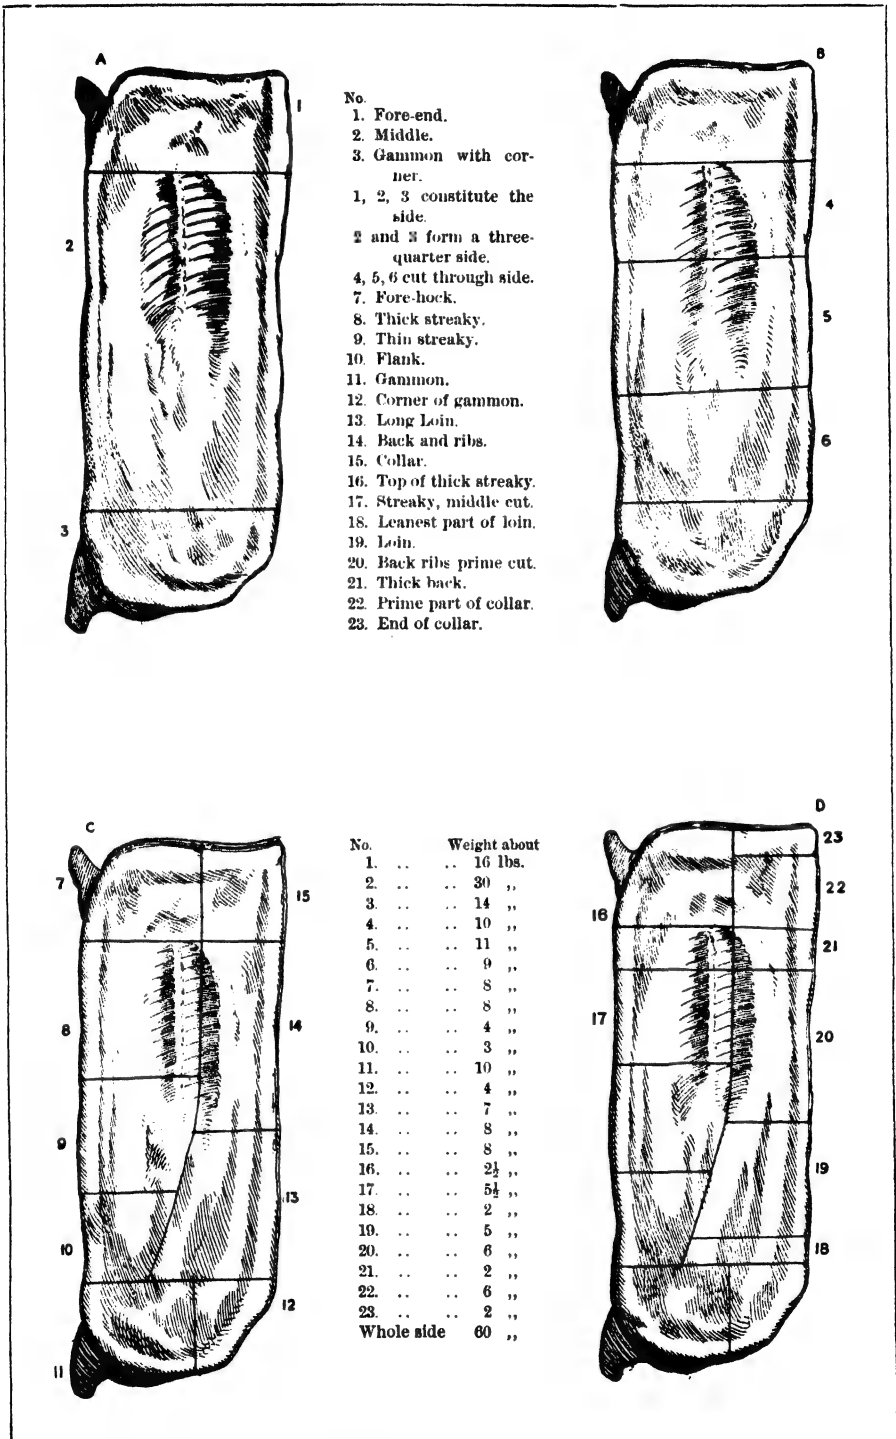 A
B
No.
1. Fore-end.
2. Middle.
3. Gammon with cor-
ner.
1, 2, 3 constitute the
side.
2 and 3 form a three-
quarter side.
4, 5, 6 cut through side.
7. Fore-hock.
8. Thick streaky.
9. Thin streaky.
10. Flank.
11. Gammon.
12. Corner of gammon.
13. Long Loin.
14. Back and ribs.
15. Collar.
16. Top of thick streaky.
17. Streaky, middle cut.
18. Leanest part of loin.
19. Loin.
20. Back ribs prime cut.
21. Thick back.
22. Prime part of collar.
23. End of collar.
1
2
3
4
5
6
C
D
No. Weight about
1. .. .. 16 lbs.
2. .. .. 30 ,,
3. .. .. 14 ,,
4. .. .. 10 ,,
5. .. .. 11 ,,
6. .. .. 9 ,,
7. .. .. 8 ,,
8. .. .. 8 ,,
9. .. .. 4 ,,
10. .. .. 3 ,,
11. .. .. 10 ,,
12. .. .. 4 ,,
13. .. .. 7 ,,
14. .. .. 8 ,,
15. .. .. 8 ,,
16. .. .. 2½ ,,
17. .. .. 5½ ,,
18. .. .. 2 ,,
19. .. .. 5 ,,
20. .. .. 6 ,,
21. .. .. 2 ,,
22. .. .. 6 ,,
23. .. .. 2 ,,
Whole side 60 ,,
7
8
9
10
11
15
14
13
12
16
17
23
22
21
20
19
18